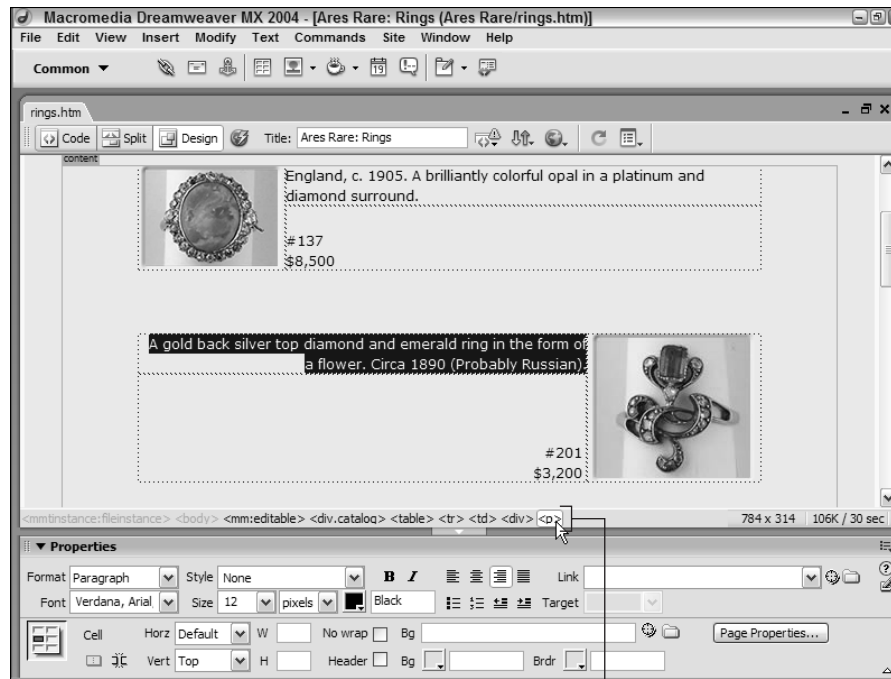 Macromedia Dreamweaver MX 2004 - [Ares Rare: Rings (Ares Rare/rings.htm)]
File Edit View Insert Modify Text Commands Site Window Help
Common
19
rings.htm
Code Split Design Title: Ares Rare: Rings
content
England, c. 1905. A brilliantly colorful opal in a platinum and
diamond surround.
#137
$8,500
A gold back silver top diamond and emerald ring in the form of
a flower. Circa 1890 (Probably Russian).
#201
$3,200
<mmtinstance:fileinstance> <body> <mm:editable> <div.catalog> <table> <tr> <td> <div> <p> 784 x 314 106K / 30 sec
Properties
Format Paragraph Style None B I Link
Font Verdana, Arial, Size 12 pixels Black Target
Cell Horz Default W No wrap Bg Page Properties...
Vert Top H Header Bg Brdr